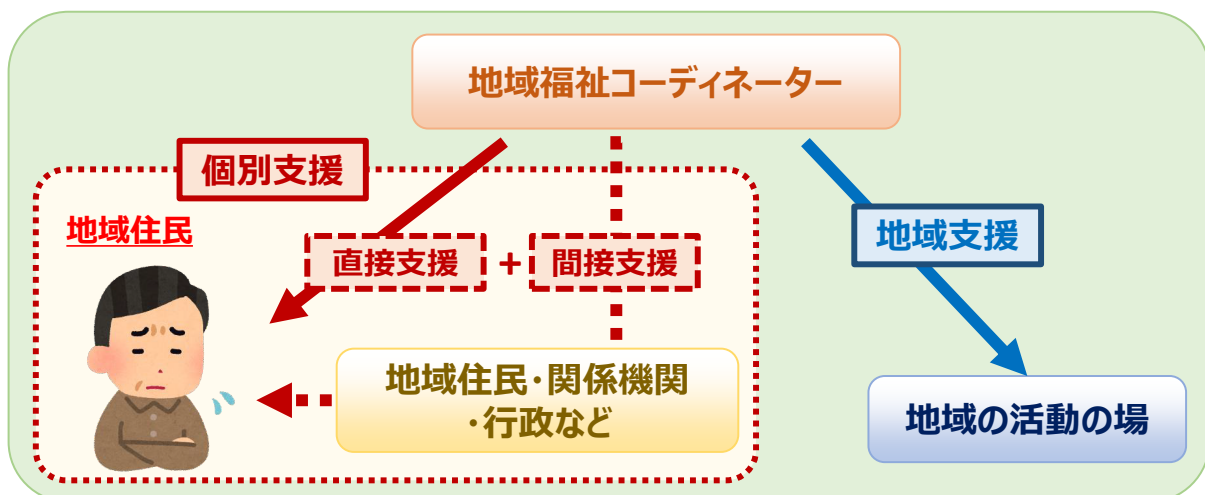 地域福祉コーディネーター
個別支援
地域住民
直接支援 + 間接支援
地域支援
地域住民・関係機関
・行政など
地域の活動の場